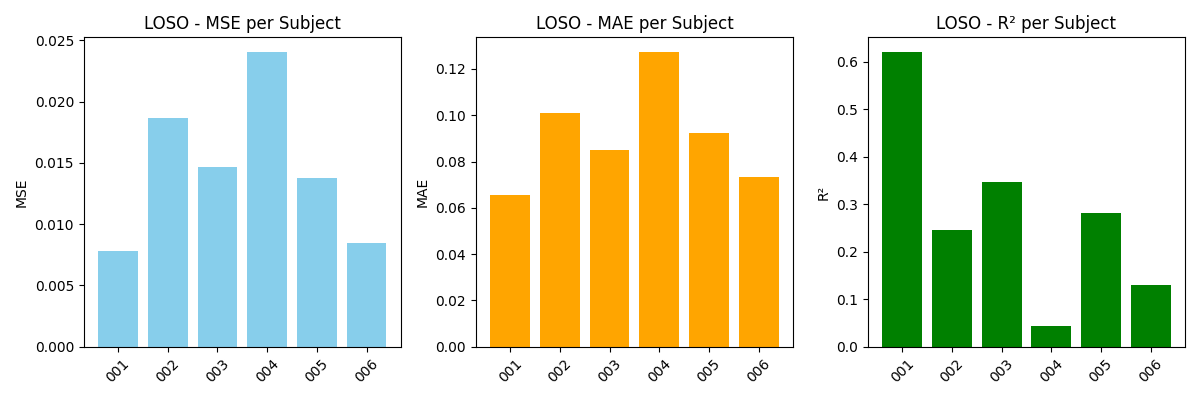 LOSO - MSE per Subject
MSE
0.025
0.020
0.015
0.010
0.005
0.000
001 002 003 004 005 006
LOSO - MAE per Subject
MAE
0.12
0.10
0.08
0.06
0.04
0.02
0.00
001 002 003 004 005 006
LOSO - R² per Subject
R²
0.6
0.5
0.4
0.3
0.2
0.1
0.0
001 002 003 004 005 006